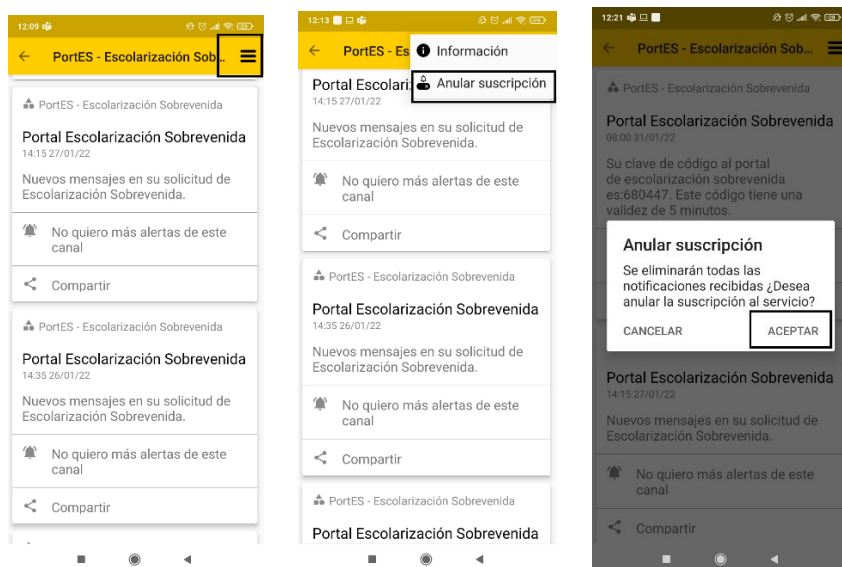 12:09
PortES - Escolarización Sob...
PortES - Escolarización Sobrevenida
Portal Escolarización Sobrevenida
14:15 27/01/22
Nuevos mensajes en su solicitud de
Escolarización Sobrevenida.
No quiero más alertas de este
canal
Compartir
PortES - Escolarización Sobrevenida
Portal Escolarización Sobrevenida
14:35 26/01/22
Nuevos mensajes en su solicitud de
Escolarización Sobrevenida.
No quiero más alertas de este
canal
Compartir
12:13
PortES - Es
Información
Anular suscripción
Portal Escolari
14:15 27/01/22
Nuevos mensajes en su solicitud de
Escolarización Sobrevenida.
No quiero más alertas de este
canal
Compartir
PortES - Escolarización Sobrevenida
Portal Escolarización Sobrevenida
14:35 26/01/22
Nuevos mensajes en su solicitud de
Escolarización Sobrevenida.
No quiero más alertas de este
canal
Compartir
PortES - Escolarización Sobrevenida
Portal Escolarización Sobrevenida
12:21
PortES - Escolarización Sob...
PortES - Escolarización Sobrevenida
Portal Escolarización Sobrevenida
08:00 31/01/22
Su clave de código al portal
de escolarización sobrevenida
es:680447. Este código tiene una
validez de 5 minutos.
Anular suscripción
Se eliminarán todas las
notificaciones recibidas ¿Desea
anular la suscripción al servicio?
CANCELAR
ACEPTAR
Portal Escolarización Sobrevenida
14:15 27/01/22
Nuevos mensajes en su solicitud de
Escolarización Sobrevenida.
No quiero más alertas de este
canal
Compartir